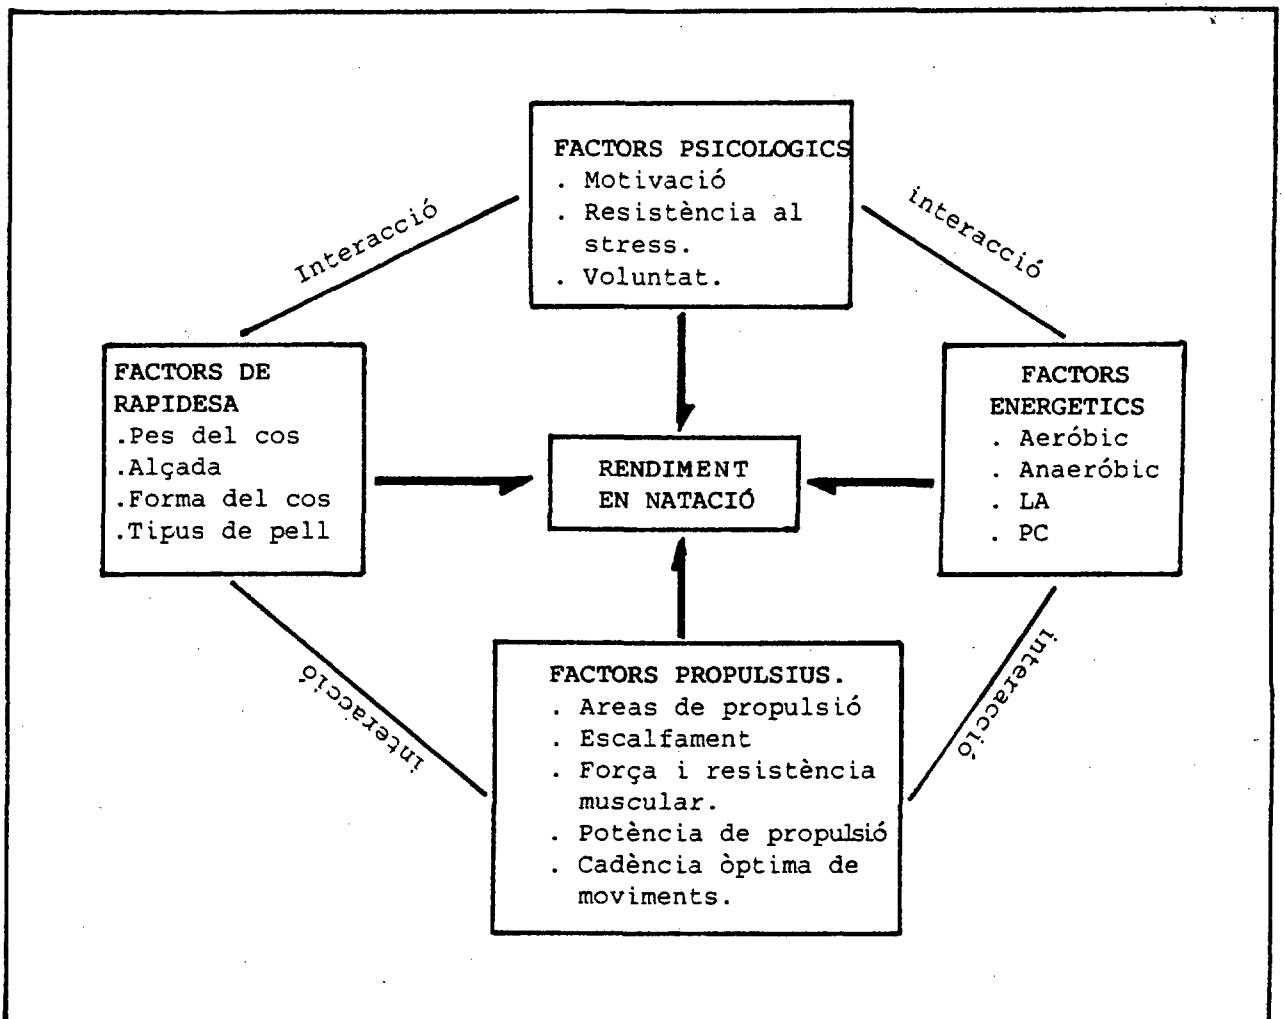 FACTORS PSICOLOGICS
. Motivació
. Resistència al
stress.
. Voluntat.
Interacció
interacció
FACTORS DE
RAPIDESA
.Pes del cos
.Alçada
.Forma del cos
.Tipus de pell
RENDIMENT
EN NATACIÓ
FACTORS
ENERGETICS
. Aeróbic
. Anaeróbic
. LA
. PC
interacció
interacció
FACTORS PROPULSIUS.
. Areas de propulsió
. Escalfament
. Força i resistència
muscular.
. Potència de propulsió
. Cadència òptima de
moviments.